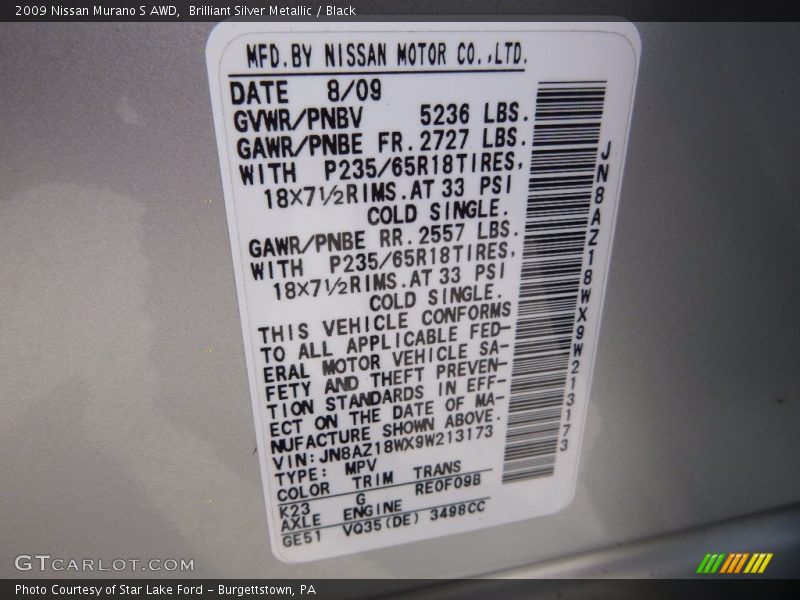 2009 Nissan Murano S AWD, Brilliant Silver Metallic / Black
MFD.BY NISSAN MOTOR CO.,LTD.
DATE 8/09
GVWR/PNBV 5236 LBS.
GAWR/PNBE FR. 2727 LBS.
WITH P235/65R18TIRES,
18X7½RIMS.AT 33 PSI
COLD SINGLE.
GAWR/PNBE RR. 2557 LBS.
WITH P235/65R18TIRES,
18X7½RIMS.AT 33 PSI
COLD SINGLE.
THIS VEHICLE CONFORMS
TO ALL APPLICABLE FED-
ERAL MOTOR VEHICLE SA-
FETY AND THEFT PREVEN-
TION STANDARDS IN EFF-
ECT ON THE DATE OF MA-
NUFACTURE SHOWN ABOVE.
VIN:JN8AZ18WX9W213173
TYPE: MPV
COLOR TRIM TRANS
K23 G RE0F09B
AXLE ENGINE
GE51 VQ35(DE) 3498CC
JN8AZ18WX9W213173
GTCARLOT.COM
Photo Courtesy of Star Lake Ford - Burgettstown, PA